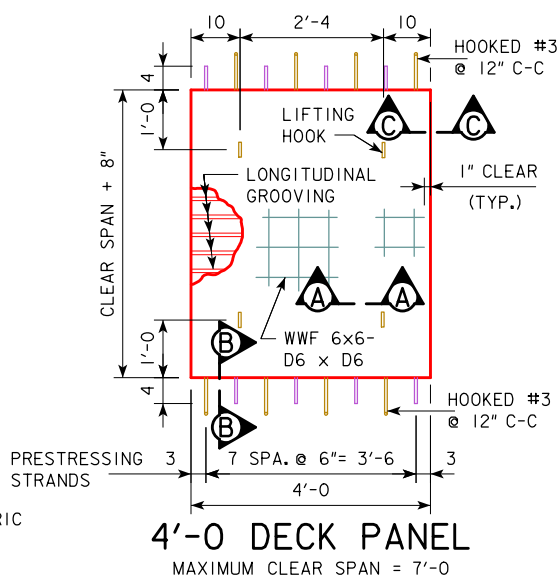 10 2'-4 10
HOOKED #3
@ 12" C-C
4
1'-0
LIFTING
HOOK
C C
LONGITUDINAL
GROOVING
1" CLEAR
(TYP.)
CLEAR SPAN + 8"
A A
1'-0
B
WWF 6x6-
D6 x D6
4
B
HOOKED #3
@ 12" C-C
PRESTRESSING
STRANDS
3 7 SPA. @ 6"= 3'-6 3
4'-0
RIC
4'-0 DECK PANEL
MAXIMUM CLEAR SPAN = 7'-0